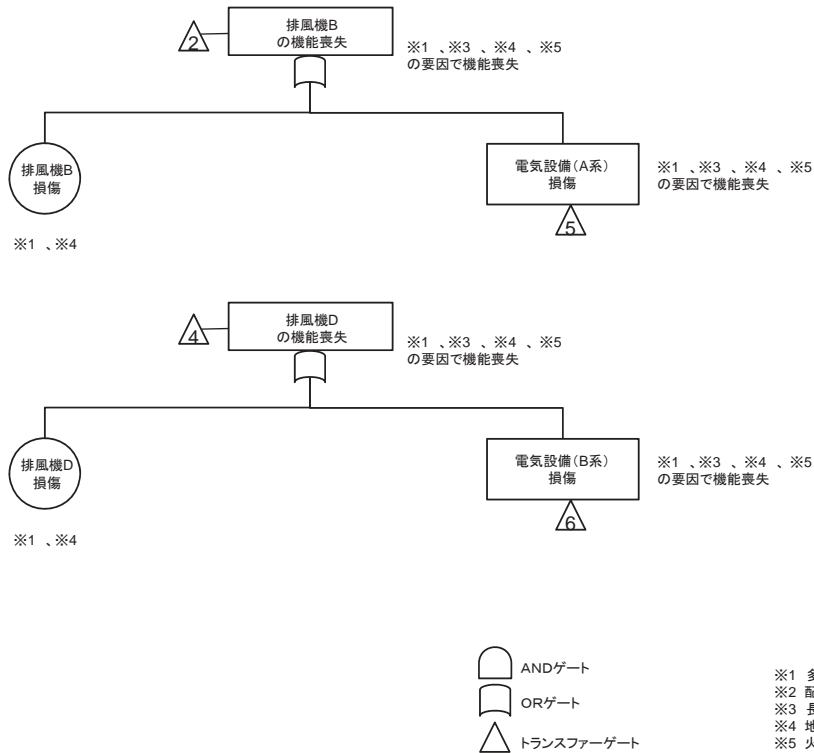 2
排風機B
の機能喪失
※1 、※3 、※4 、※5
の要因で機能喪失
排風機B
損傷
※1 、※4
電気設備(A系)
損傷
5
※1 、※3 、※4 、※5
の要因で機能喪失
4
排風機D
の機能喪失
※1 、※3 、※4 、※5
の要因で機能喪失
排風機D
損傷
※1 、※4
電気設備(B系)
損傷
6
※1 、※3 、※4 、※5
の要因で機能喪失
ANDゲート
ORゲート
トランスファーゲート
※1 多
※2 配
※3 長
※4 地
※5 火